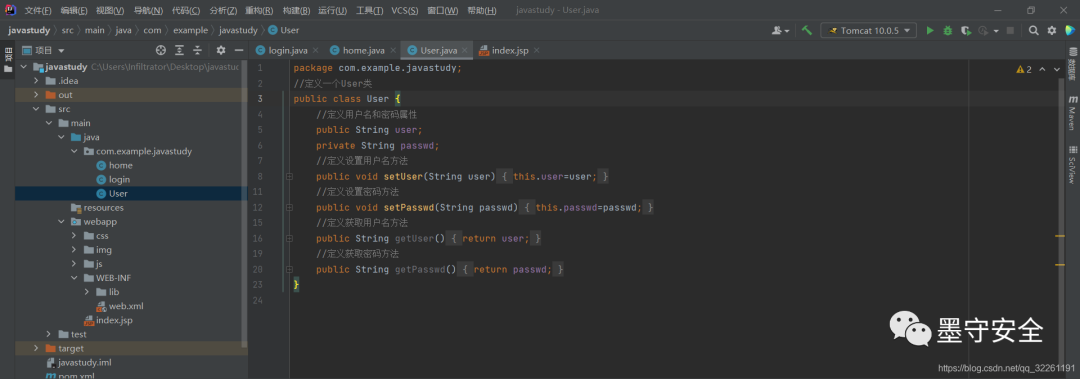 文件(F) 编辑(E) 视图(V) 导航(N) 代码(C) 分析(Z) 重构(R) 构建(B) 运行(U) 工具(T) VCS(S) 窗口(W) 帮助(H) javastudy - User.java
javastudy src main java com example javastudy User
Tomcat 10.0.5
项目
login.java home.java User.java index.jsp
javastudy C:\Users\Infiltrator\Desktop\javastuc
.idea
out
src
main
java
com.example.javastudy
home
login
User
resources
webapp
css
img
js
WEB-INF
lib
web.xml
index.jsp
test
target
javastudy.iml
pom.xml
1 package com.example.javastudy;
2 //定义一个User类
3 public class User {
4 //定义用户名和密码属性
5 public String user;
6 private String passwd;
7 //定义设置用户名方法
8 public void setUser(String user) { this.user=user; }
11 //定义设置密码方法
12 public void setPasswd(String passwd) { this.passwd=passwd; }
15 //定义获取用户名方法
16 public String getUser() { return user; }
19 //定义获取密码方法
20 public String getPasswd() { return passwd; }
23 }
24
2
数据库
Maven
SciView
墨守安全
https://blog.csdn.net/qq_32261191